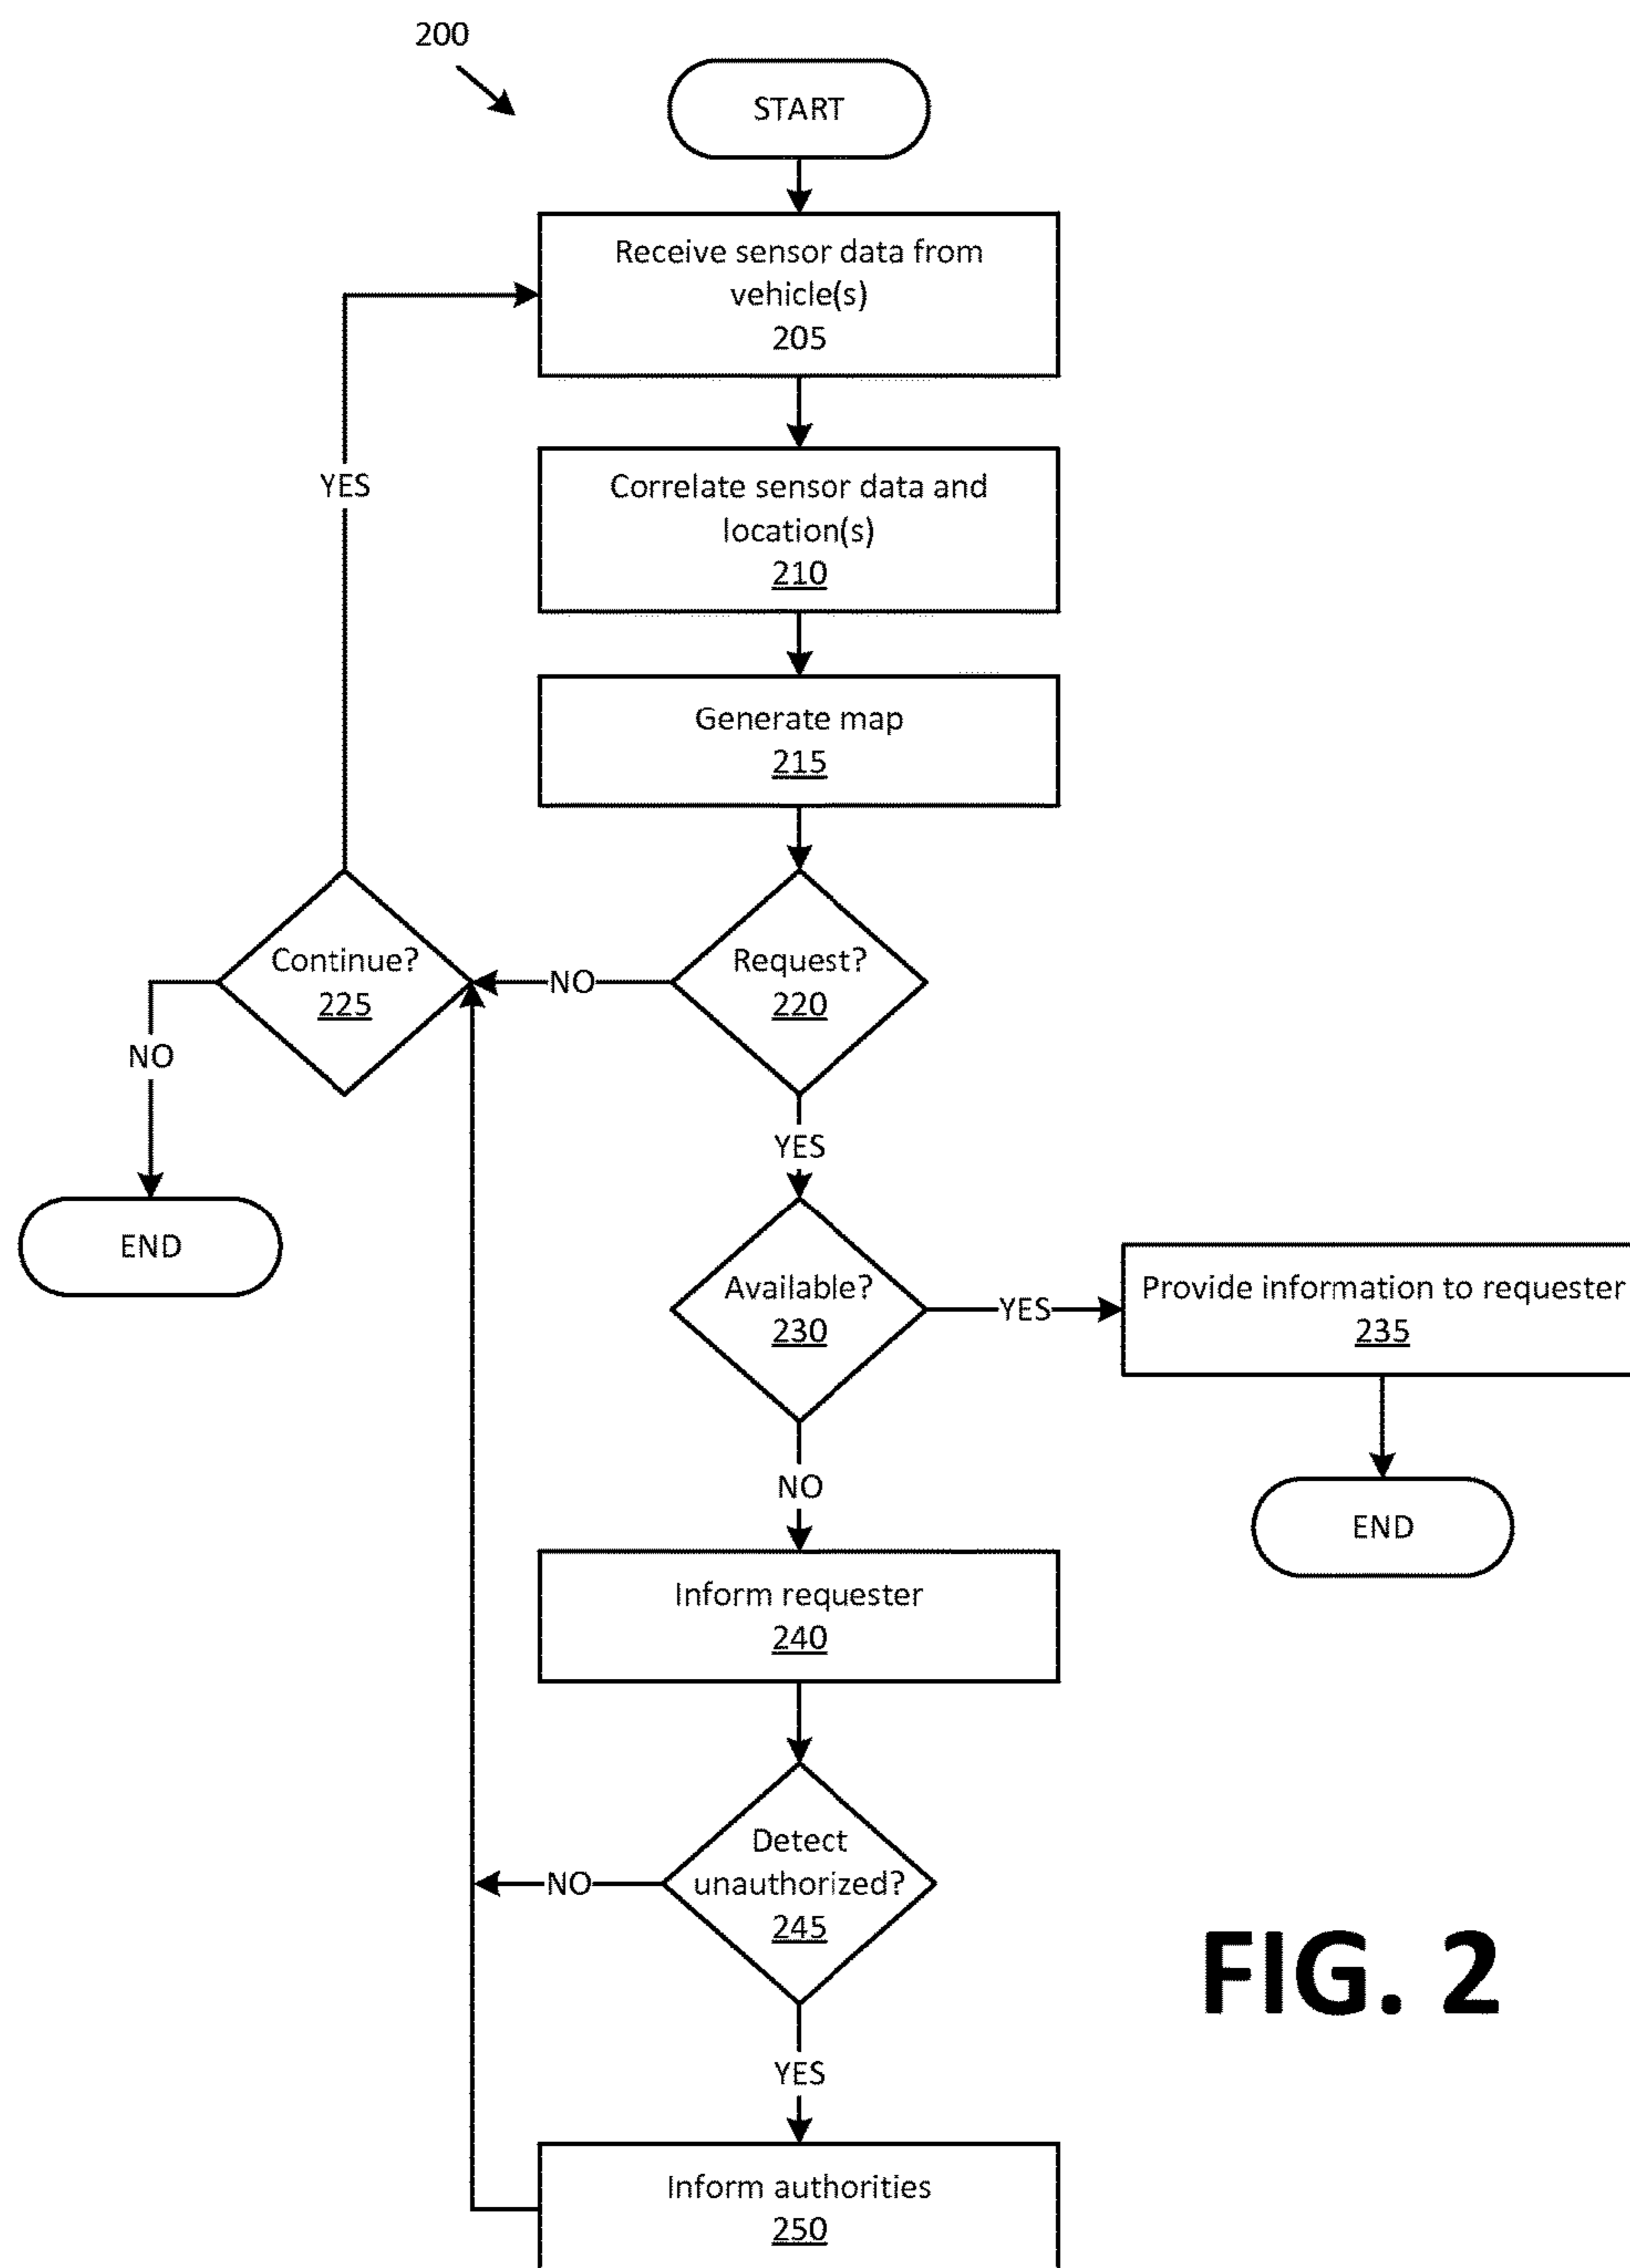 200
START
Receive sensor data from
vehicle(s)
205
YES
Correlate sensor data and
location(s)
210
Generate map
215
Continue?
225
NO
Request?
220
NO
YES
END
Available?
230
YES
Provide information to requester
235
NO
END
Inform requester
240
Detect
unauthorized?
245
NO
YES
FIG. 2
Inform authorities
250